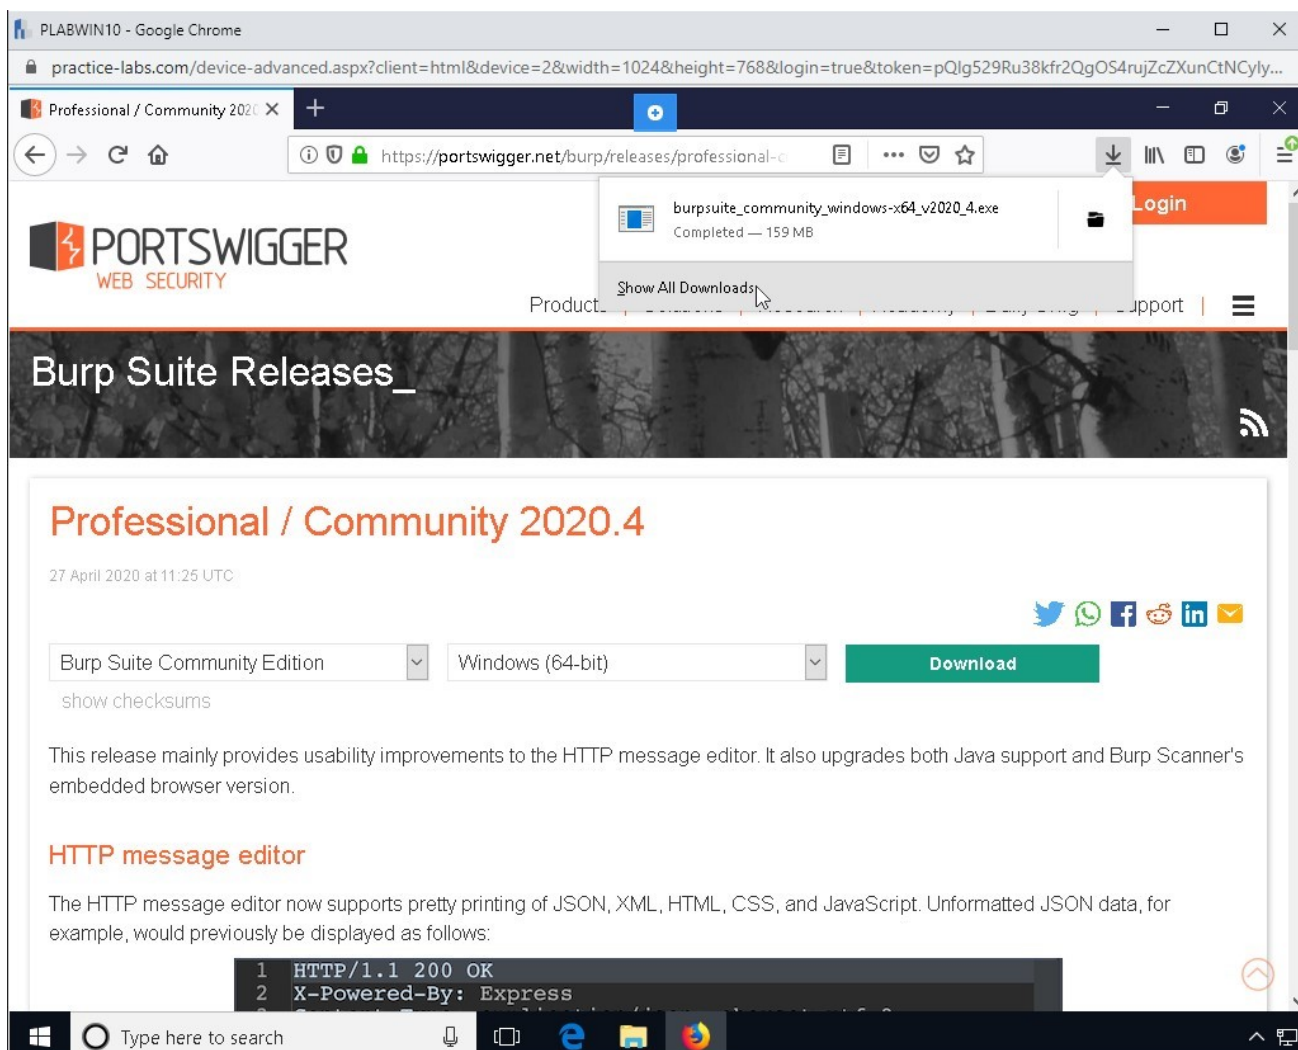 PLABWIN10 - Google Chrome
practice-labs.com/device-advanced.aspx?client=html&device=2&width=1024&height=768&login=true&token=pQlg529Ru38kfr2QgOS4rujZcZXunCtNCyly...
Professional / Community 202
https://portswigger.net/burp/releases/professional-c
burpsuite_community_windows-x64_v2020_4.exe
Completed — 159 MB
Show All Downloads
Login
PORTSWIGGER
WEB SECURITY
Products | Solutions | Research | Academy | Daily Swig | Support |
Burp Suite Releases_
Professional / Community 2020.4
27 April 2020 at 11:25 UTC
Burp Suite Community Edition
Windows (64-bit)
Download
show checksums
This release mainly provides usability improvements to the HTTP message editor. It also upgrades both Java support and Burp Scanner's
embedded browser version.
HTTP message editor
The HTTP message editor now supports pretty printing of JSON, XML, HTML, CSS, and JavaScript. Unformatted JSON data, for
example, would previously be displayed as follows:
1 HTTP/1.1 200 OK
2 X-Powered-By: Express
Type here to search